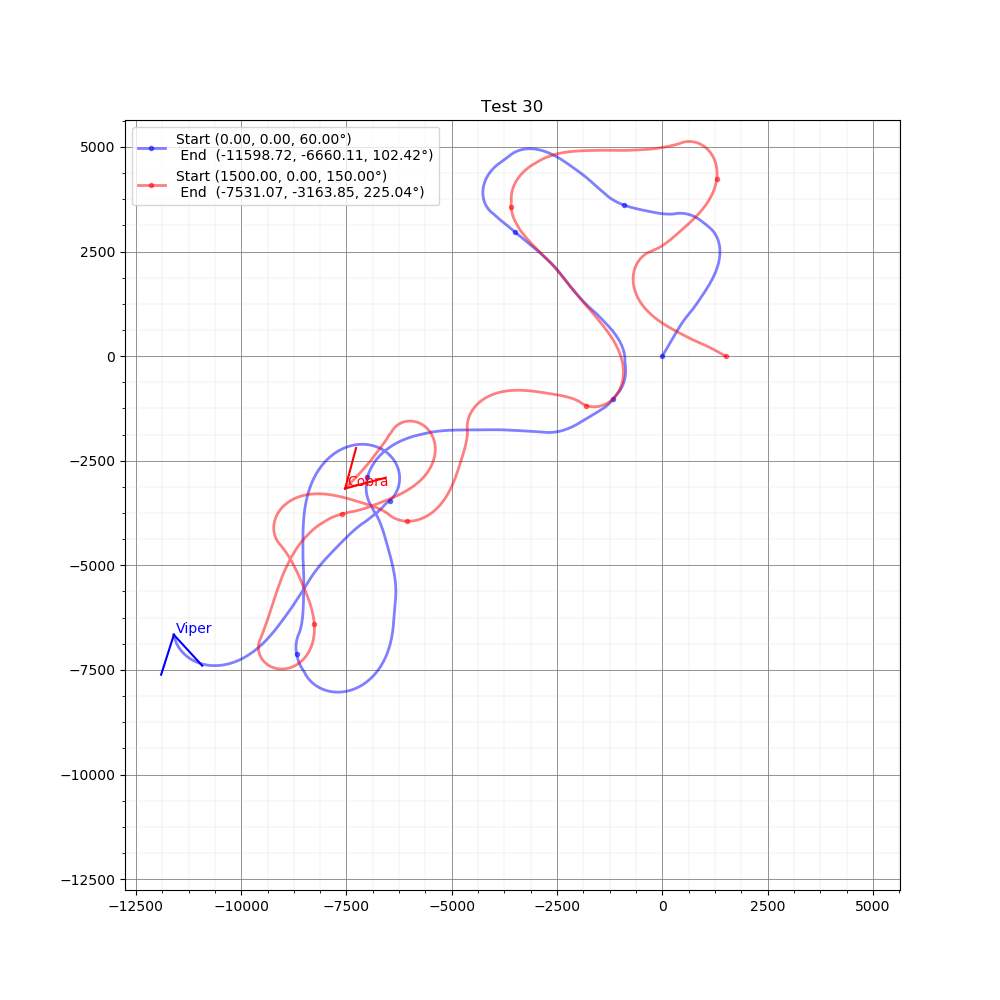 Test 30
Start (0.00, 0.00, 60.00°)
End  (-11598.72, -6660.11, 102.42°)
Start (1500.00, 0.00, 150.00°)
End  (-7531.07, -3163.85, 225.04°)
5000
2500
0
−2500
−5000
−7500
−10000
−12500
Cobra
Viper
−12500 −10000 −7500 −5000 −2500 0 2500 5000